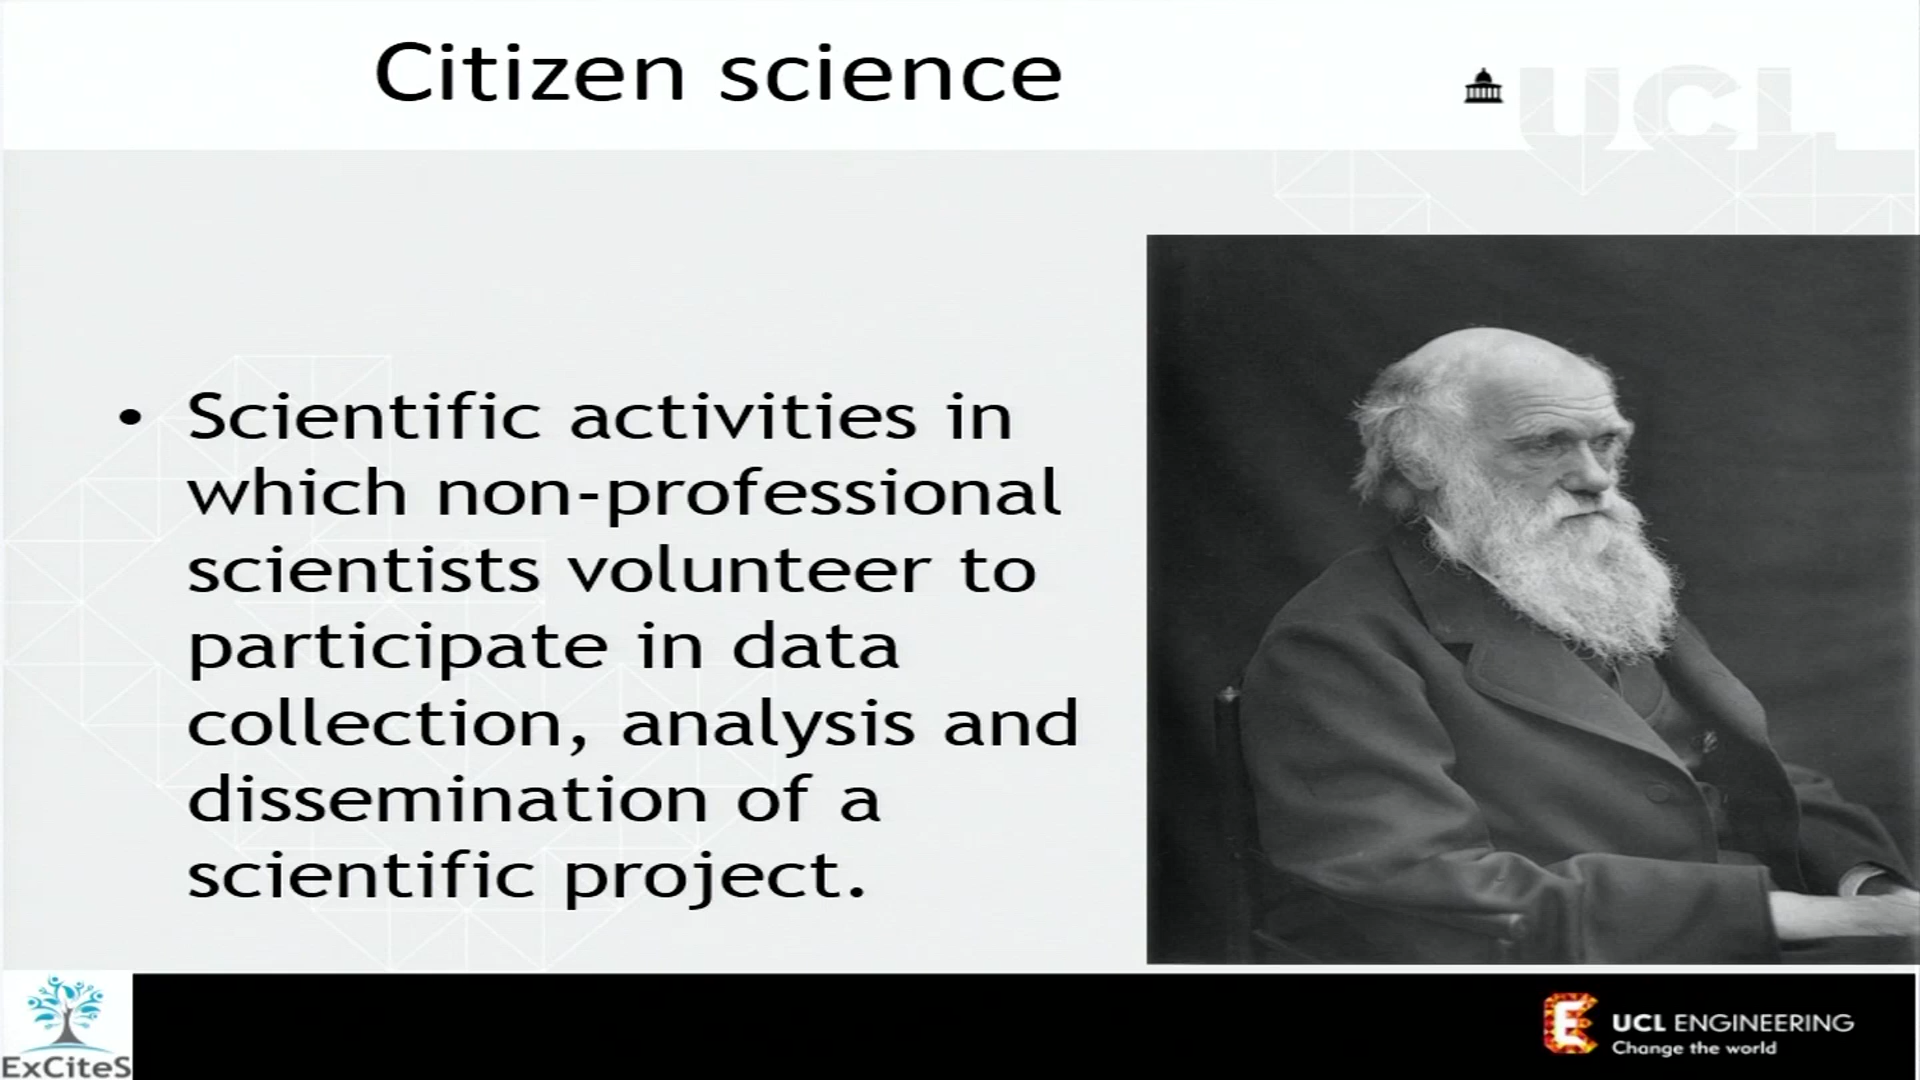 Citizen science
UCL
• Scientific activities in
which non-professional
scientists volunteer to
participate in data
collection, analysis and
dissemination of a
scientific project.
ExCiteS
UCL ENGINEERING
Change the world